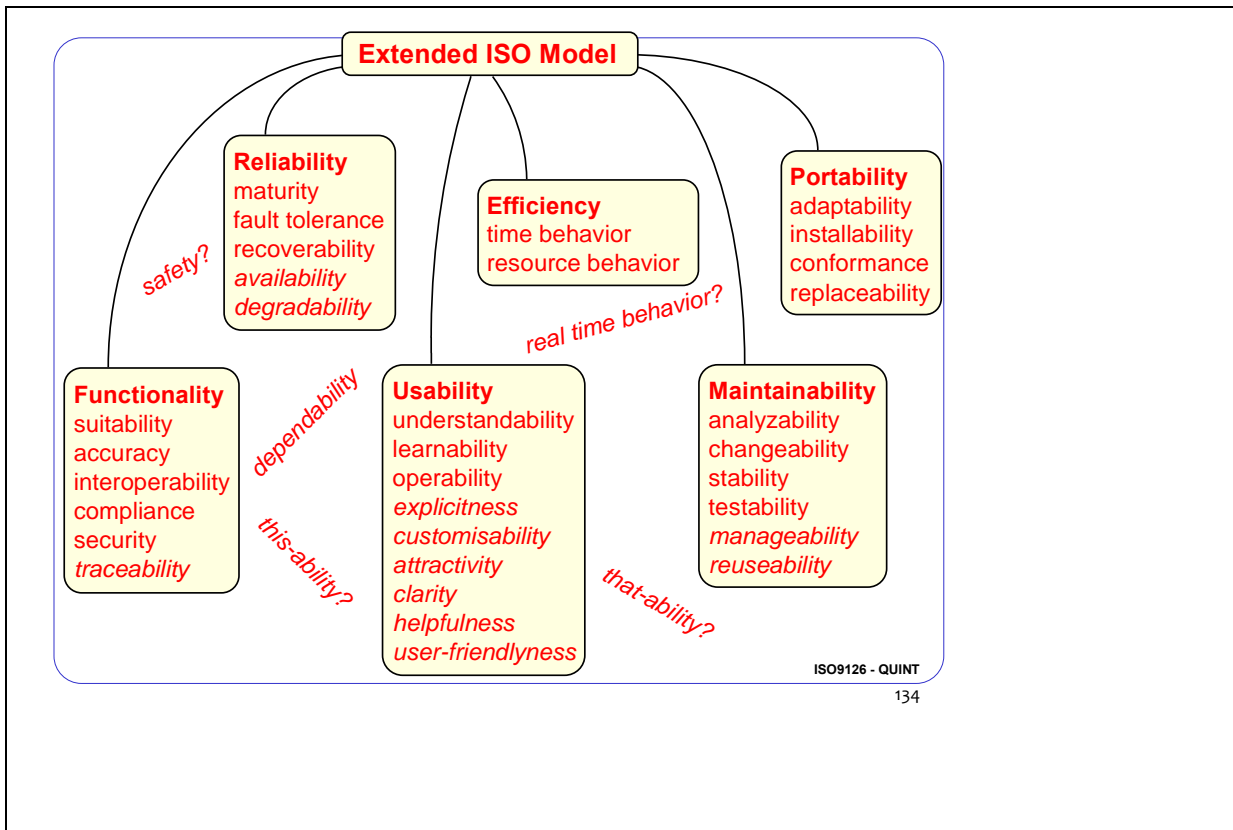 Extended ISO Model
Reliability
maturity
fault tolerance
recoverability
availability
degradability
Efficiency
time behavior
resource behavior
Portability
adaptability
installability
conformance
replaceability
safety?
real time behavior?
Functionality
suitability
accuracy
interoperability
compliance
security
traceability
dependability
this-ability?
Usability
understandability
learnability
operability
explicitness
customisability
attractivity
clarity
helpfulness
user-friendlyness
that-ability?
Maintainability
analyzability
changeability
stability
testability
manageability
reuseability
ISO9126 - QUINT
134